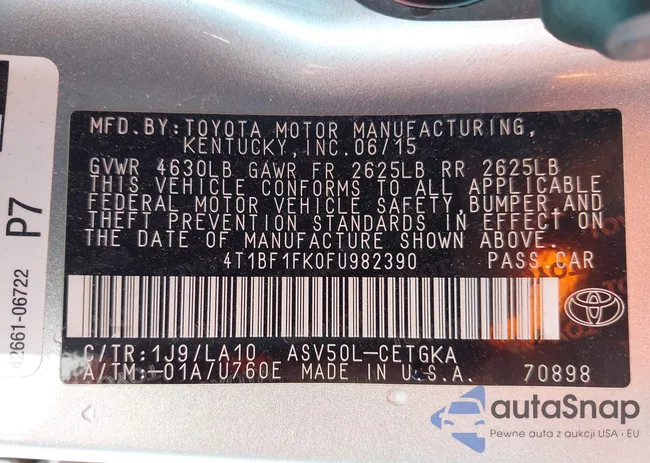 MFD.BY:TOYOTA MOTOR MANUFACTURING,
KENTUCKY, INC.06/15
GVWR 4630LB GAWR FR 2625LB RR 2625LB
THIS VEHICLE CONFORMS TO ALL APPLICABLE
FEDERAL MOTOR VEHICLE SAFETY, BUMPER, AND
THEFT PREVENTION STANDARDS IN EFFECT ON
THE DATE OF MANUFACTURE SHOWN ABOVE.
4T1BF1FK0FU982390 PASS CAR
C/TR:1J9/LA10 ASV50L-CETGKA
A/TM:-01A/U760E MADE IN U.S.A. 70898
P7
42661-06722
autaSnap
Pewne auta z aukcji USA i EU